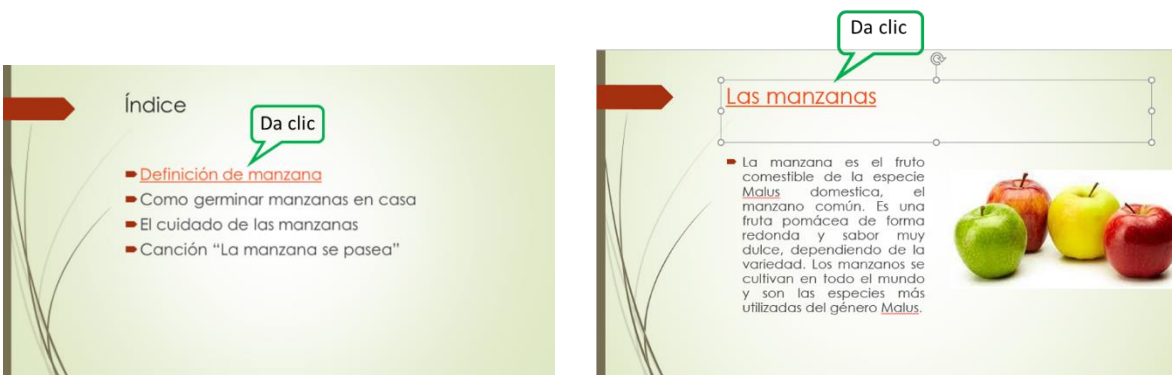 Da clic
Índice
Da clic
Definición de manzana
Como germinar manzanas en casa
El cuidado de las manzanas
Canción “La manzana se pasea”
Las manzanas
La manzana es el fruto
comestible de la especie
Malus domestica, el
manzano común. Es una
fruta pomácea de forma
redonda y sabor muy
dulce, dependiendo de la
variedad. Los manzanos se
cultivan en todo el mundo
y son las especies más
utilizadas del género Malus.